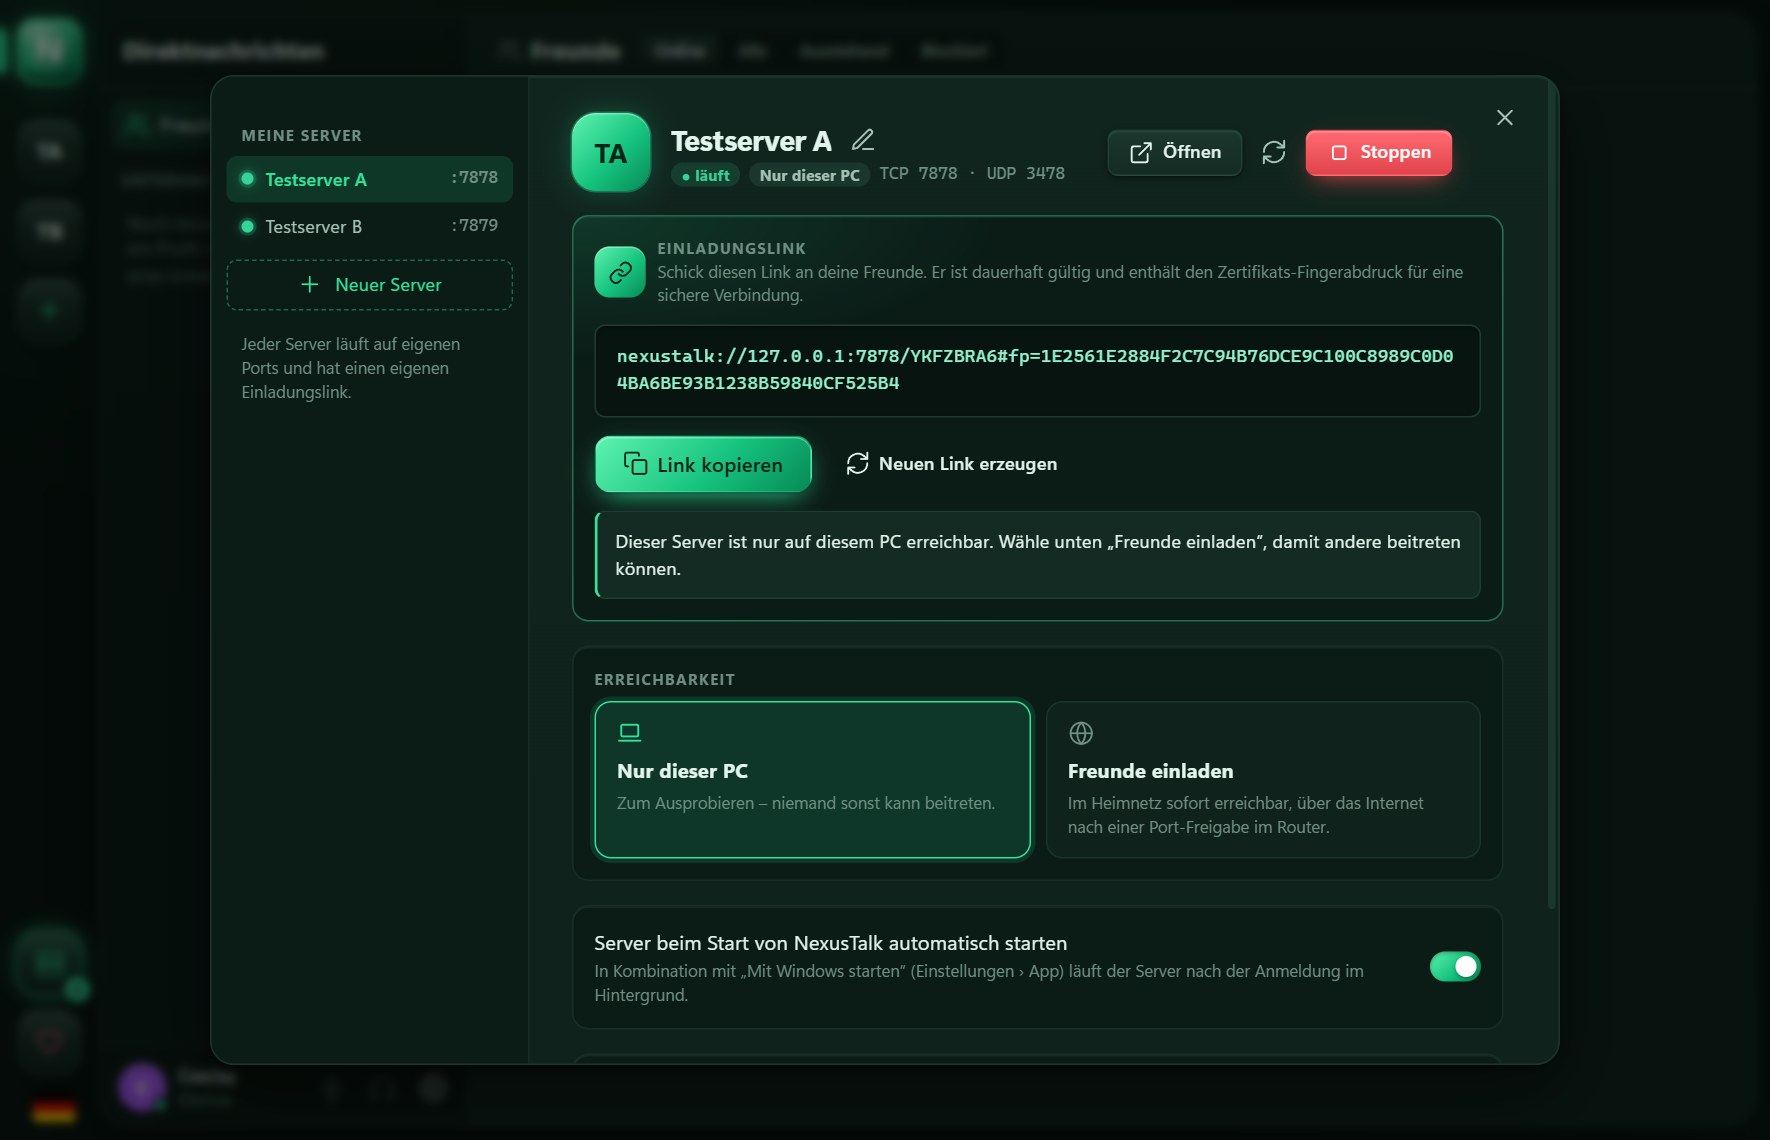 Direktnachrichten
Freunde
MEINE SERVER
Testserver A :7878
Testserver B :7879
Neuer Server
Jeder Server läuft auf eigenen
Ports und hat einen eigenen
Einladungslink.
TA
Testserver A
läuft
Nur dieser PC
TCP 7878 · UDP 3478
Öffnen
Stoppen
EINLADUNGSLINK
Schick diesen Link an deine Freunde. Er ist dauerhaft gültig und enthält den Zertifikats-Fingerabdruck für eine
sichere Verbindung.
nexustalk://127.0.0.1:7878/YKFZBRA6#fp=1E2561E2884F2C7C94B76DCE9C100C8989C0D0
4BA6BE93B1238B59840CF525B4
Link kopieren
Neuen Link erzeugen
Dieser Server ist nur auf diesem PC erreichbar. Wähle unten „Freunde einladen“, damit andere beitreten
können.
ERREICHBARKEIT
Nur dieser PC
Zum Ausprobieren – niemand sonst kann beitreten.
Freunde einladen
Im Heimnetz sofort erreichbar, über das Internet
nach einer Port-Freigabe im Router.
Server beim Start von NexusTalk automatisch starten
In Kombination mit „Mit Windows starten“ (Einstellungen › App) läuft der Server nach der Anmeldung im
Hintergrund.